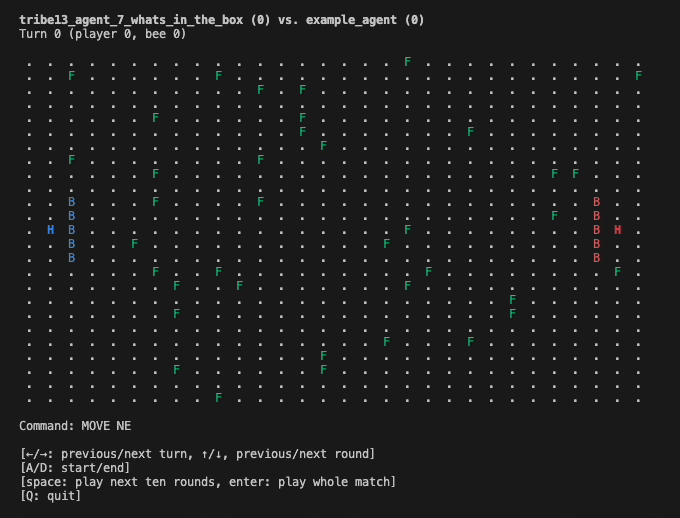 tribe13_agent_7_whats_in_the_box (0) vs. example_agent (0)
Turn 0 (player 0, bee 0)
. . . . . . . . . . . . . . . . . . F . . . . . . . . . . .
. . F . . . . . . F . . . . . . . . . . . . . . . . . . . F
. . . . . . . . . . . F . F . . . . . . . . . . . . . . . .
. . . . . . . . . . . . . . . . . . . . . . . . . . . . . .
. . . . . . F . . . . . . F . . . . . . . . . . . . . . . .
. . . . . . . . . . . . . F . . . . . . . F . . . . . . . .
. . . . . . . . . . . . . . F . . . . . . . . . . . . . . .
. . F . . . . . . . . F . . . . . . . . . . . . . . . . . .
. . . . . . F . . . . . . . . . . . . . . . . . . F F . . .
. . . . . . . . . . . . . . . . . . . . . . . . . . . . . .
. . B . . . F . . . . F . . . . . . . . . . . . . . . B . .
. . B . . . . . . . . . . . . . . . . . . . . . . F . B . .
. H B . . . . . . . . . . . . . . . F . . . . . . . . B H .
. . B . . F . . . . . . . . . . . F . . . . . . . . . B . .
. . B . . . . . . . . . . . . . . . . . . . . . . . . B . .
. . . . . . F . . F . . . . . . . . . F . . . . . . . . F .
. . . . . . . F . . F . . . . . . . F . . . . . . . . . . .
. . . . . . . . . . . . . . . . . . . . . . . F . . . . . .
. . . . . . . F . . . . . . . . . . . . . . . F . . . . . .
. . . . . . . . . . . . . . . . . . . . . . . . . . . . . .
. . . . . . . . . . . . . . . . . F . . . F . . . . . . . .
. . . . . . . . . . . . . . F . . . . . . . . . . . . . . .
. . . . . . . F . . . . . . F . . . . . . . . . . . . . . .
. . . . . . . . . . . . . . . . . . . . . . . . . . . . . .
. . . . . . . . . F . . . . . . . . . . . . . . . . . . . .
Command: MOVE NE
[←/→: previous/next turn, ↑/↓, previous/next round]
[A/D: start/end]
[space: play next ten rounds, enter: play whole match]
[Q: quit]